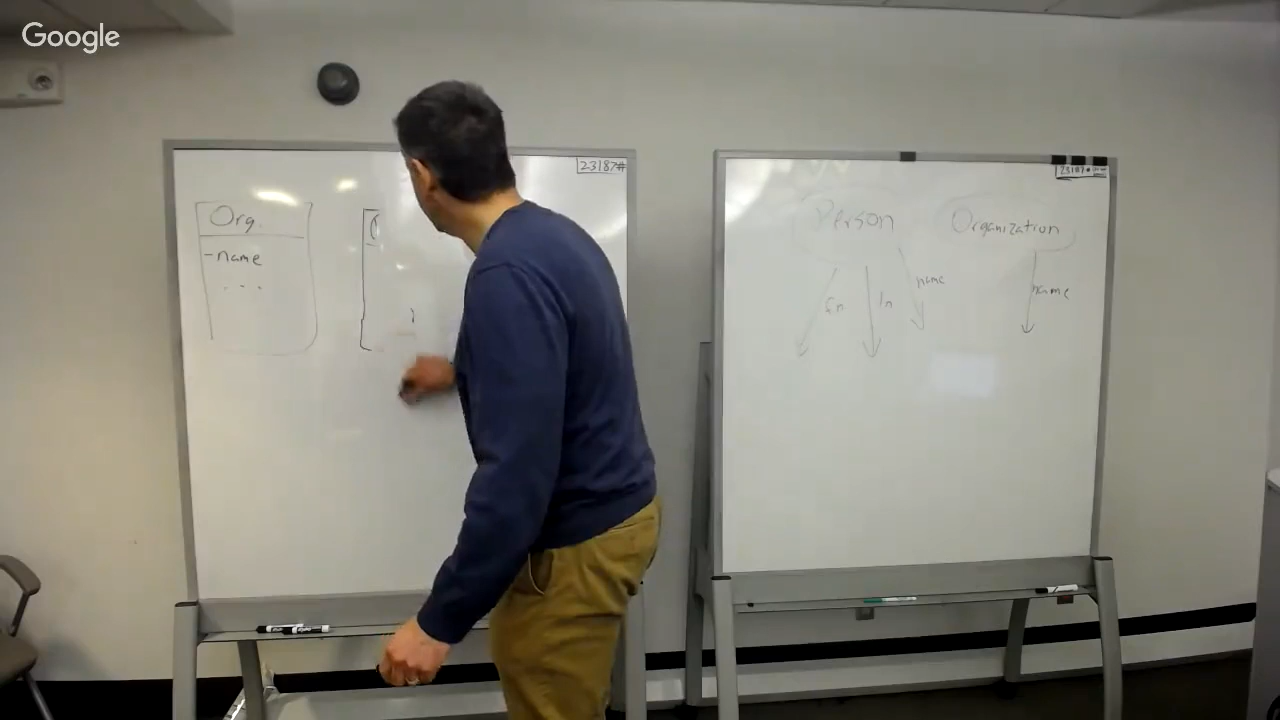 Google
23187#
Org.
-name
...
Person
Organization
fn
ln
name
name